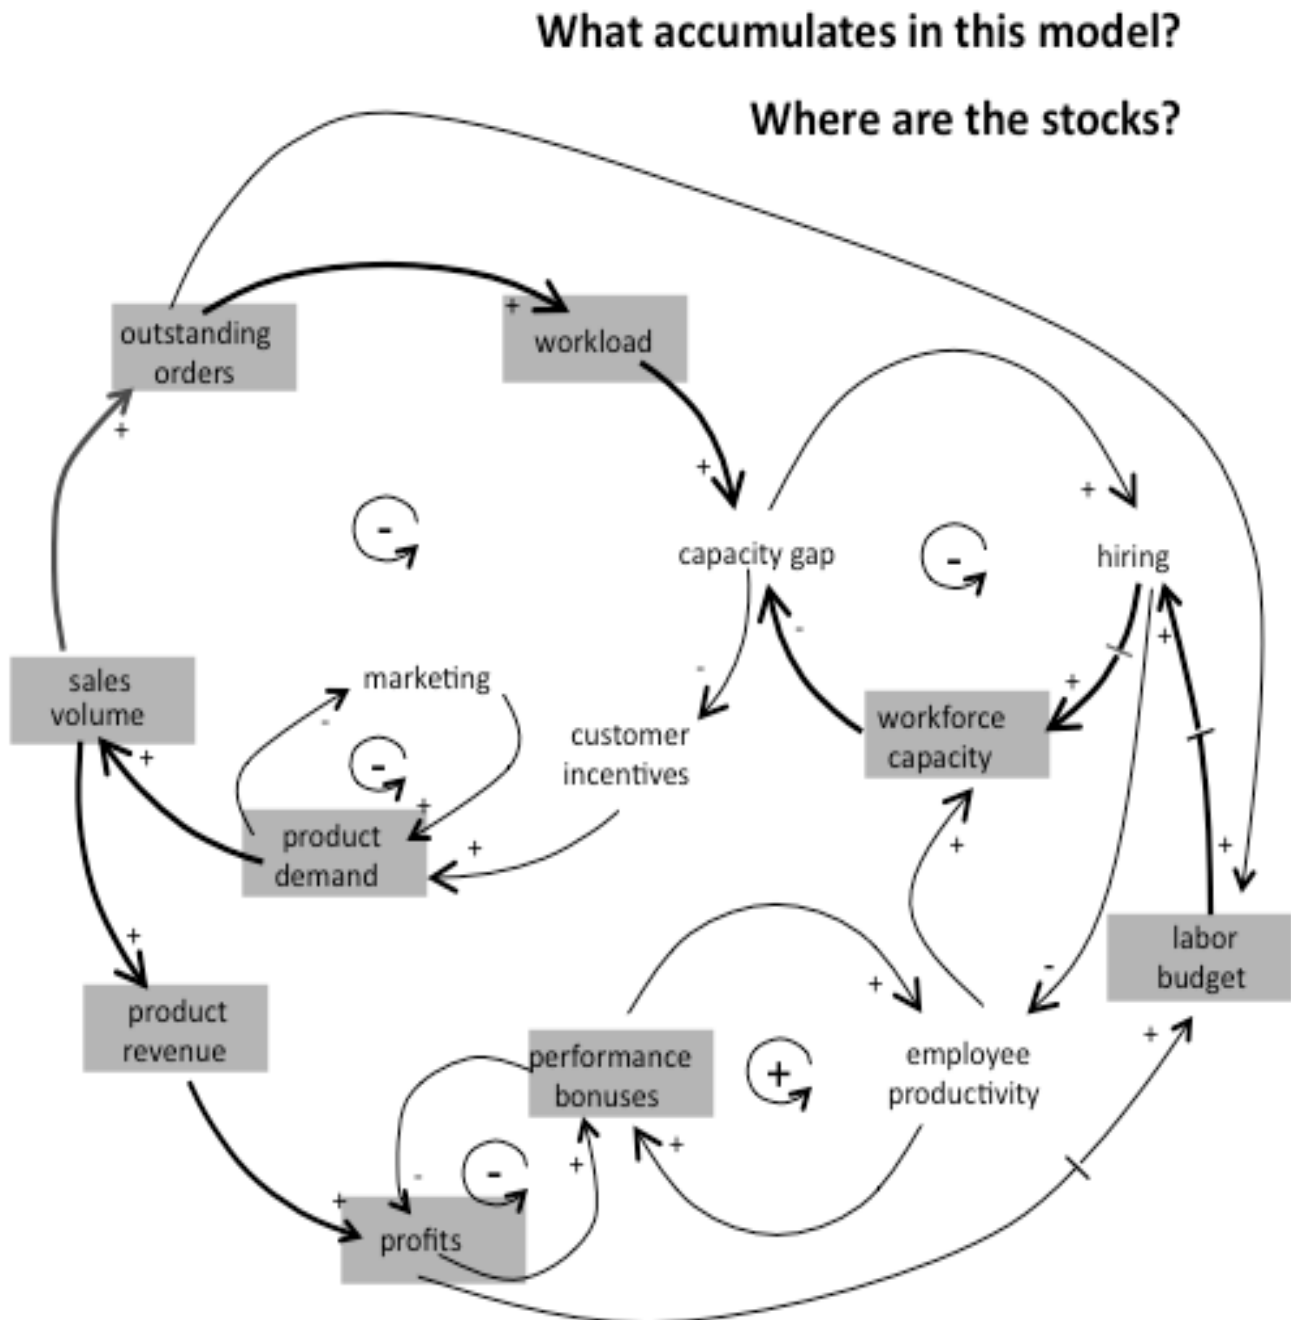 What accumulates in this model?
Where are the stocks?
outstanding
orders
+
workload
+
+
+
capacity gap
hiring
-
-
sales
volume
marketing
-
-
customer
incentives
-
+
workforce
capacity
+
+
-
+
product
demand
+
+
+
labor
budget
+
product
revenue
+
-
+
performance
bonuses
+
employee
productivity
+
+
-
-
+
+
profits